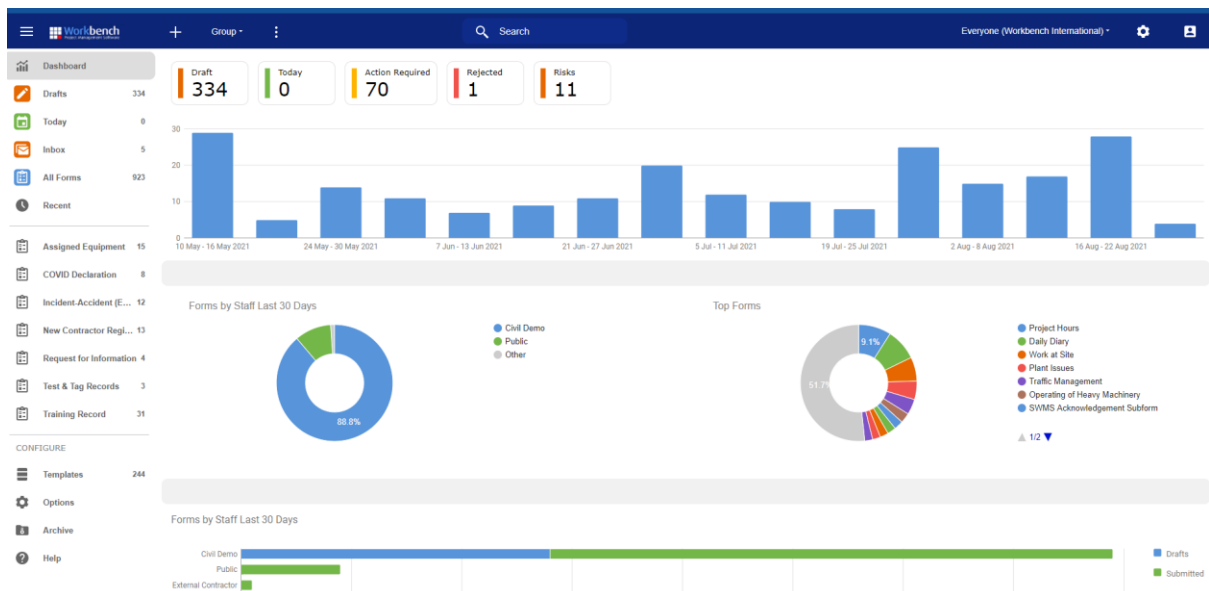 Workbench
Group
Search
Everyone (Workbench International)
Dashboard
Drafts 334
Today 0
Inbox 5
All Forms 923
Recent
Assigned Equipment 15
COVID Declaration 8
Incident-Accident (E... 12
New Contractor Regi... 13
Request for Information 4
Test & Tag Records 3
Training Record 31
CONFIGURE
Templates 244
Options
Archive
Help
Draft
334
Today
0
Action Required
70
Rejected
1
Risks
11
30
20
10
0
10 May - 16 May 2021
24 May - 30 May 2021
7 Jun - 13 Jun 2021
21 Jun - 27 Jun 2021
5 Jul - 11 Jul 2021
19 Jul - 25 Jul 2021
2 Aug - 8 Aug 2021
16 Aug - 22 Aug 2021
Forms by Staff Last 30 Days
88.8%
Civil Demo
Public
Other
Top Forms
9.1%
51.7%
Project Hours
Daily Diary
Work at Site
Plant Issues
Traffic Management
Operating of Heavy Machinery
SWMS Acknowledgement Subform
1/2
Forms by Staff Last 30 Days
Civil Demo
Public
External Contractor
Drafts
Submitted